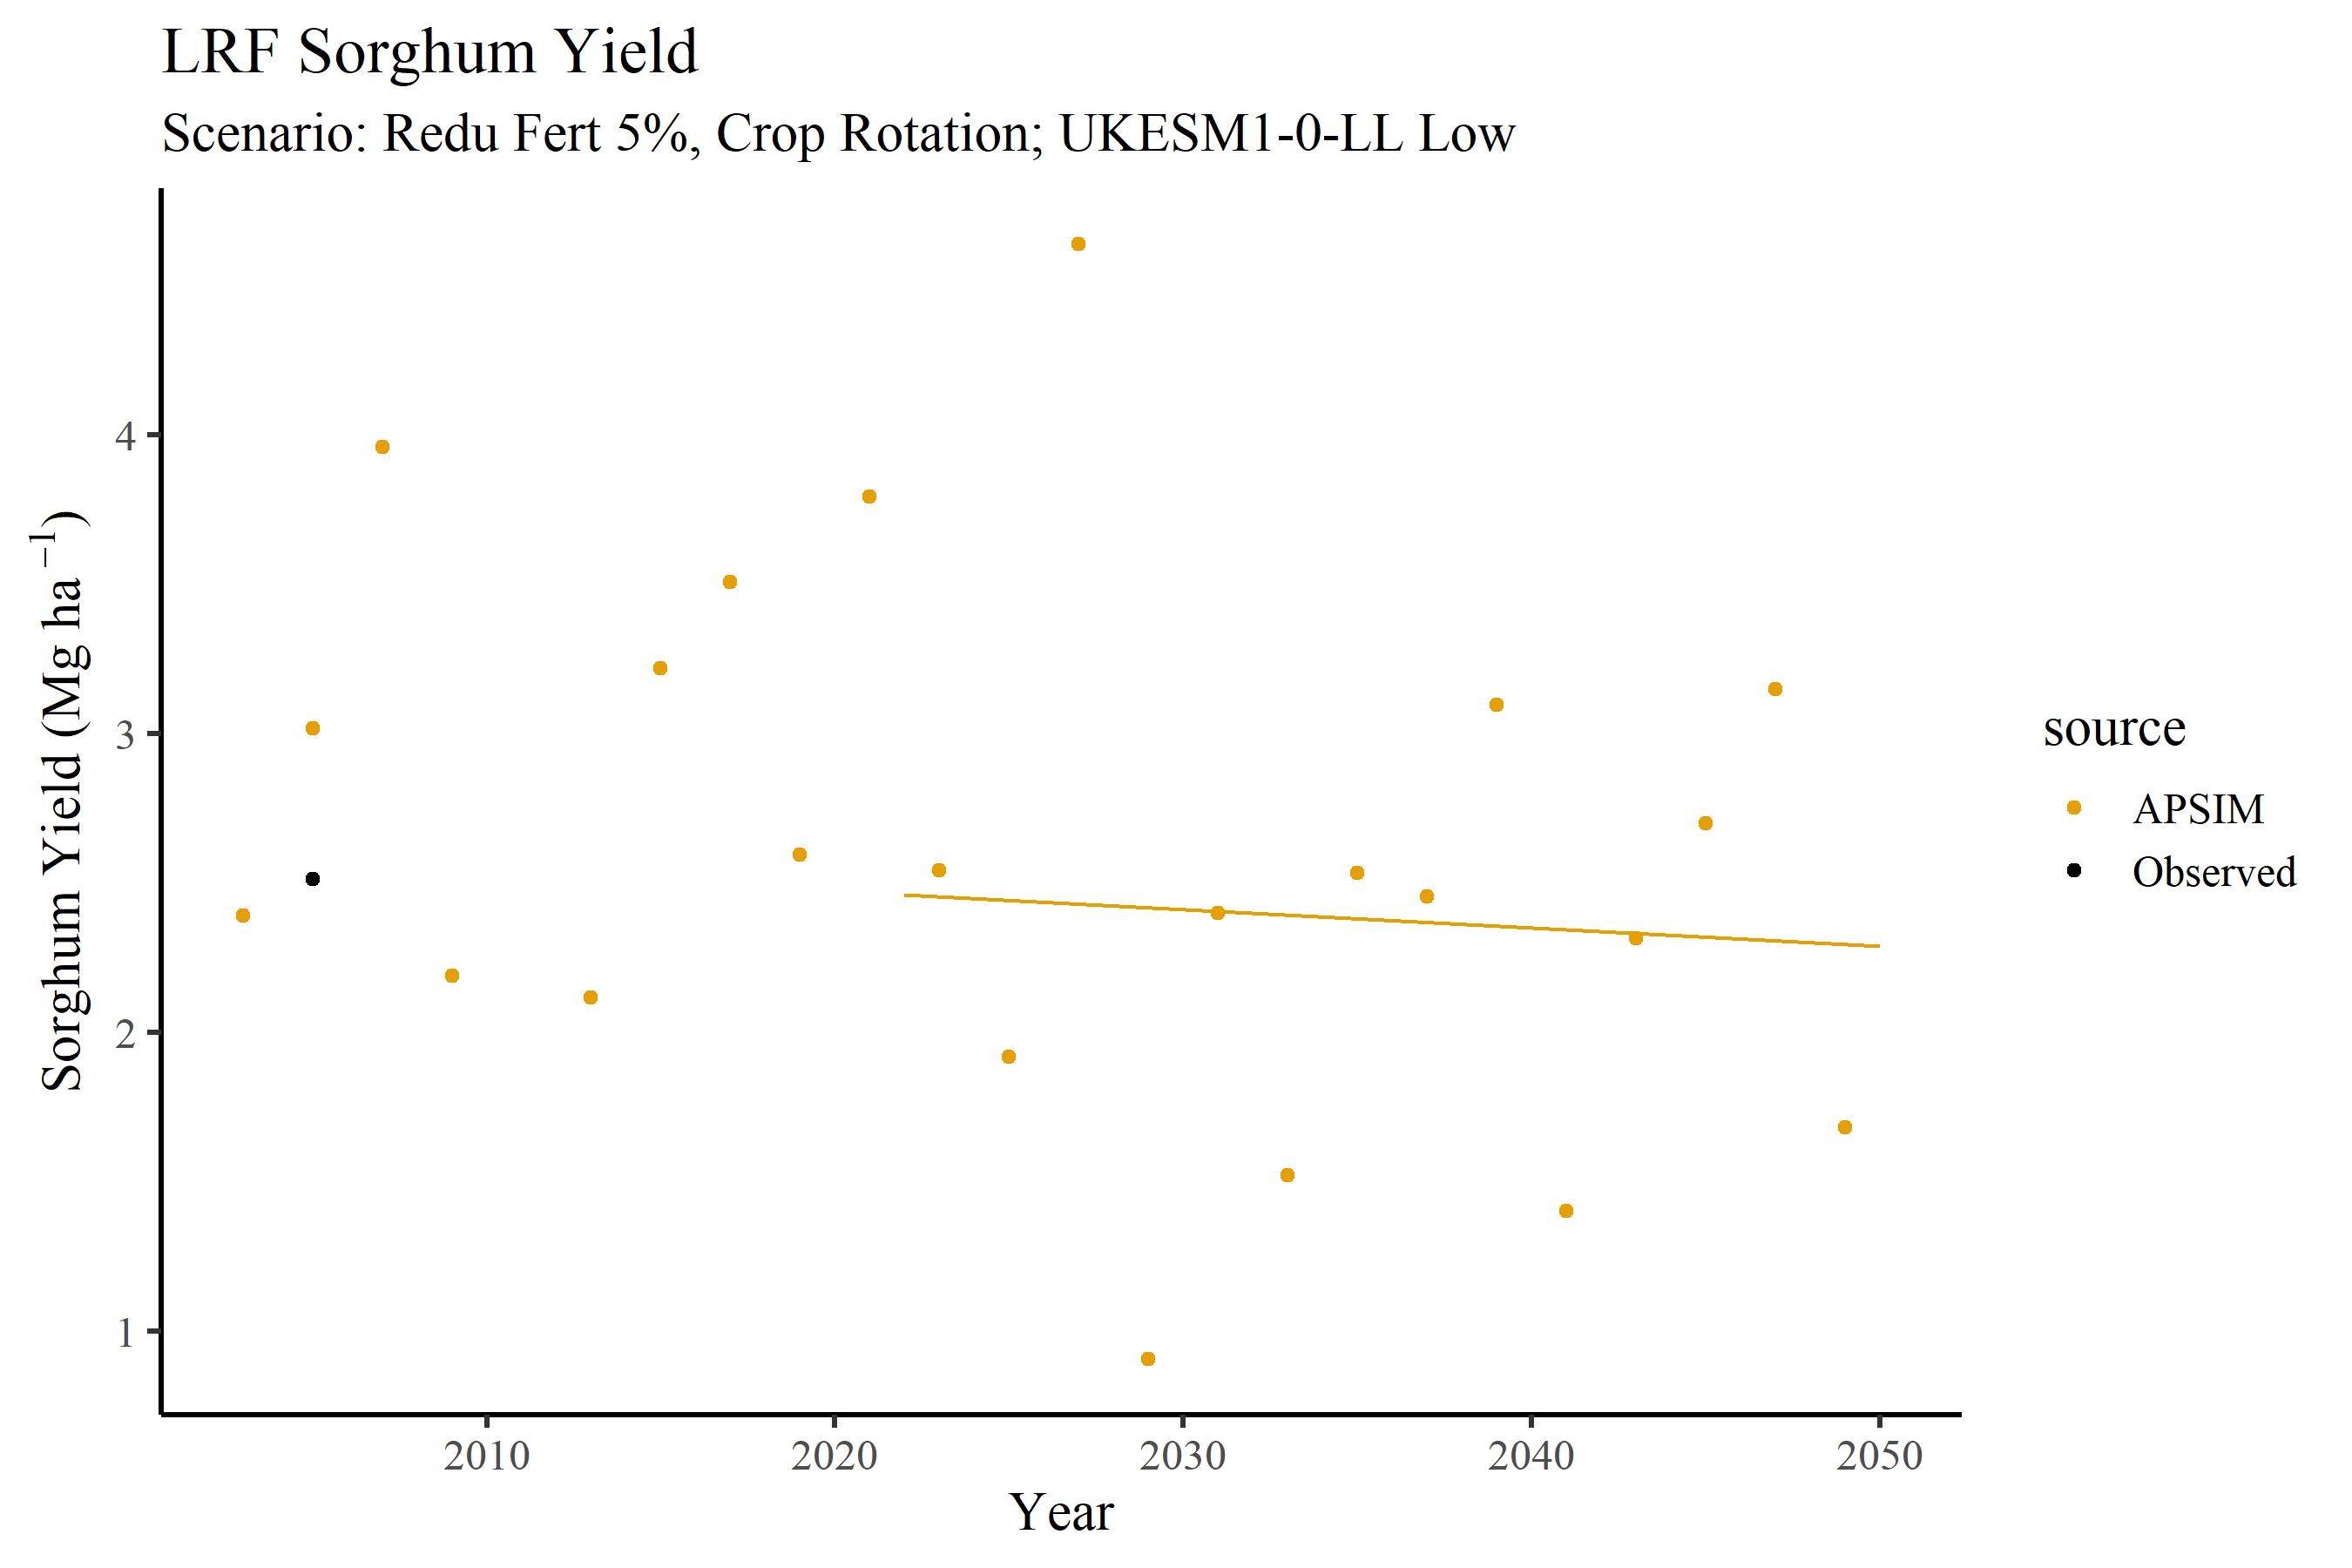 LRF Sorghum Yield
Scenario: Redu Fert 5%, Crop Rotation; UKESM1-0-LL Low
Sorghum Yield (Mg ha⁻¹)
4
3
2
1
2010 2020 2030 2040 2050
Year
source
APSIM
Observed